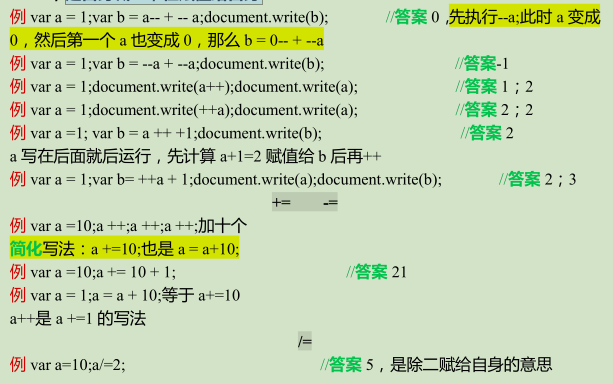 例 var a = 1;var b = a-- + -- a;document.write(b); //答案 0，先执行--a;此时 a 变成
0，然后第一个 a 也变成 0，那么 b = 0-- + --a
例 var a = 1;var b = --a + --a;document.write(b); //答案-1
例 var a = 1;document.write(a++);document.write(a); //答案 1；2
例 var a = 1;document.write(++a);document.write(a); //答案 2；2
例 var a =1; var b = a ++ +1;document.write(b); //答案 2
a 写在后面就后运行，先计算 a+1=2 赋值给 b 后再++
例 var a = 1;var b= ++a + 1;document.write(a);document.write(b); //答案 2；3
+= -=
例 var a =10;a ++;a ++;a ++;加十个
简化写法：a +=10;也是 a = a+10;
例 var a =10;a += 10 + 1; //答案 21
例 var a = 1;a = a + 10;等于 a+=10
a++是 a +=1 的写法
/=
例 var a=10;a/=2; //答案 5，是除二赋给自身的意思